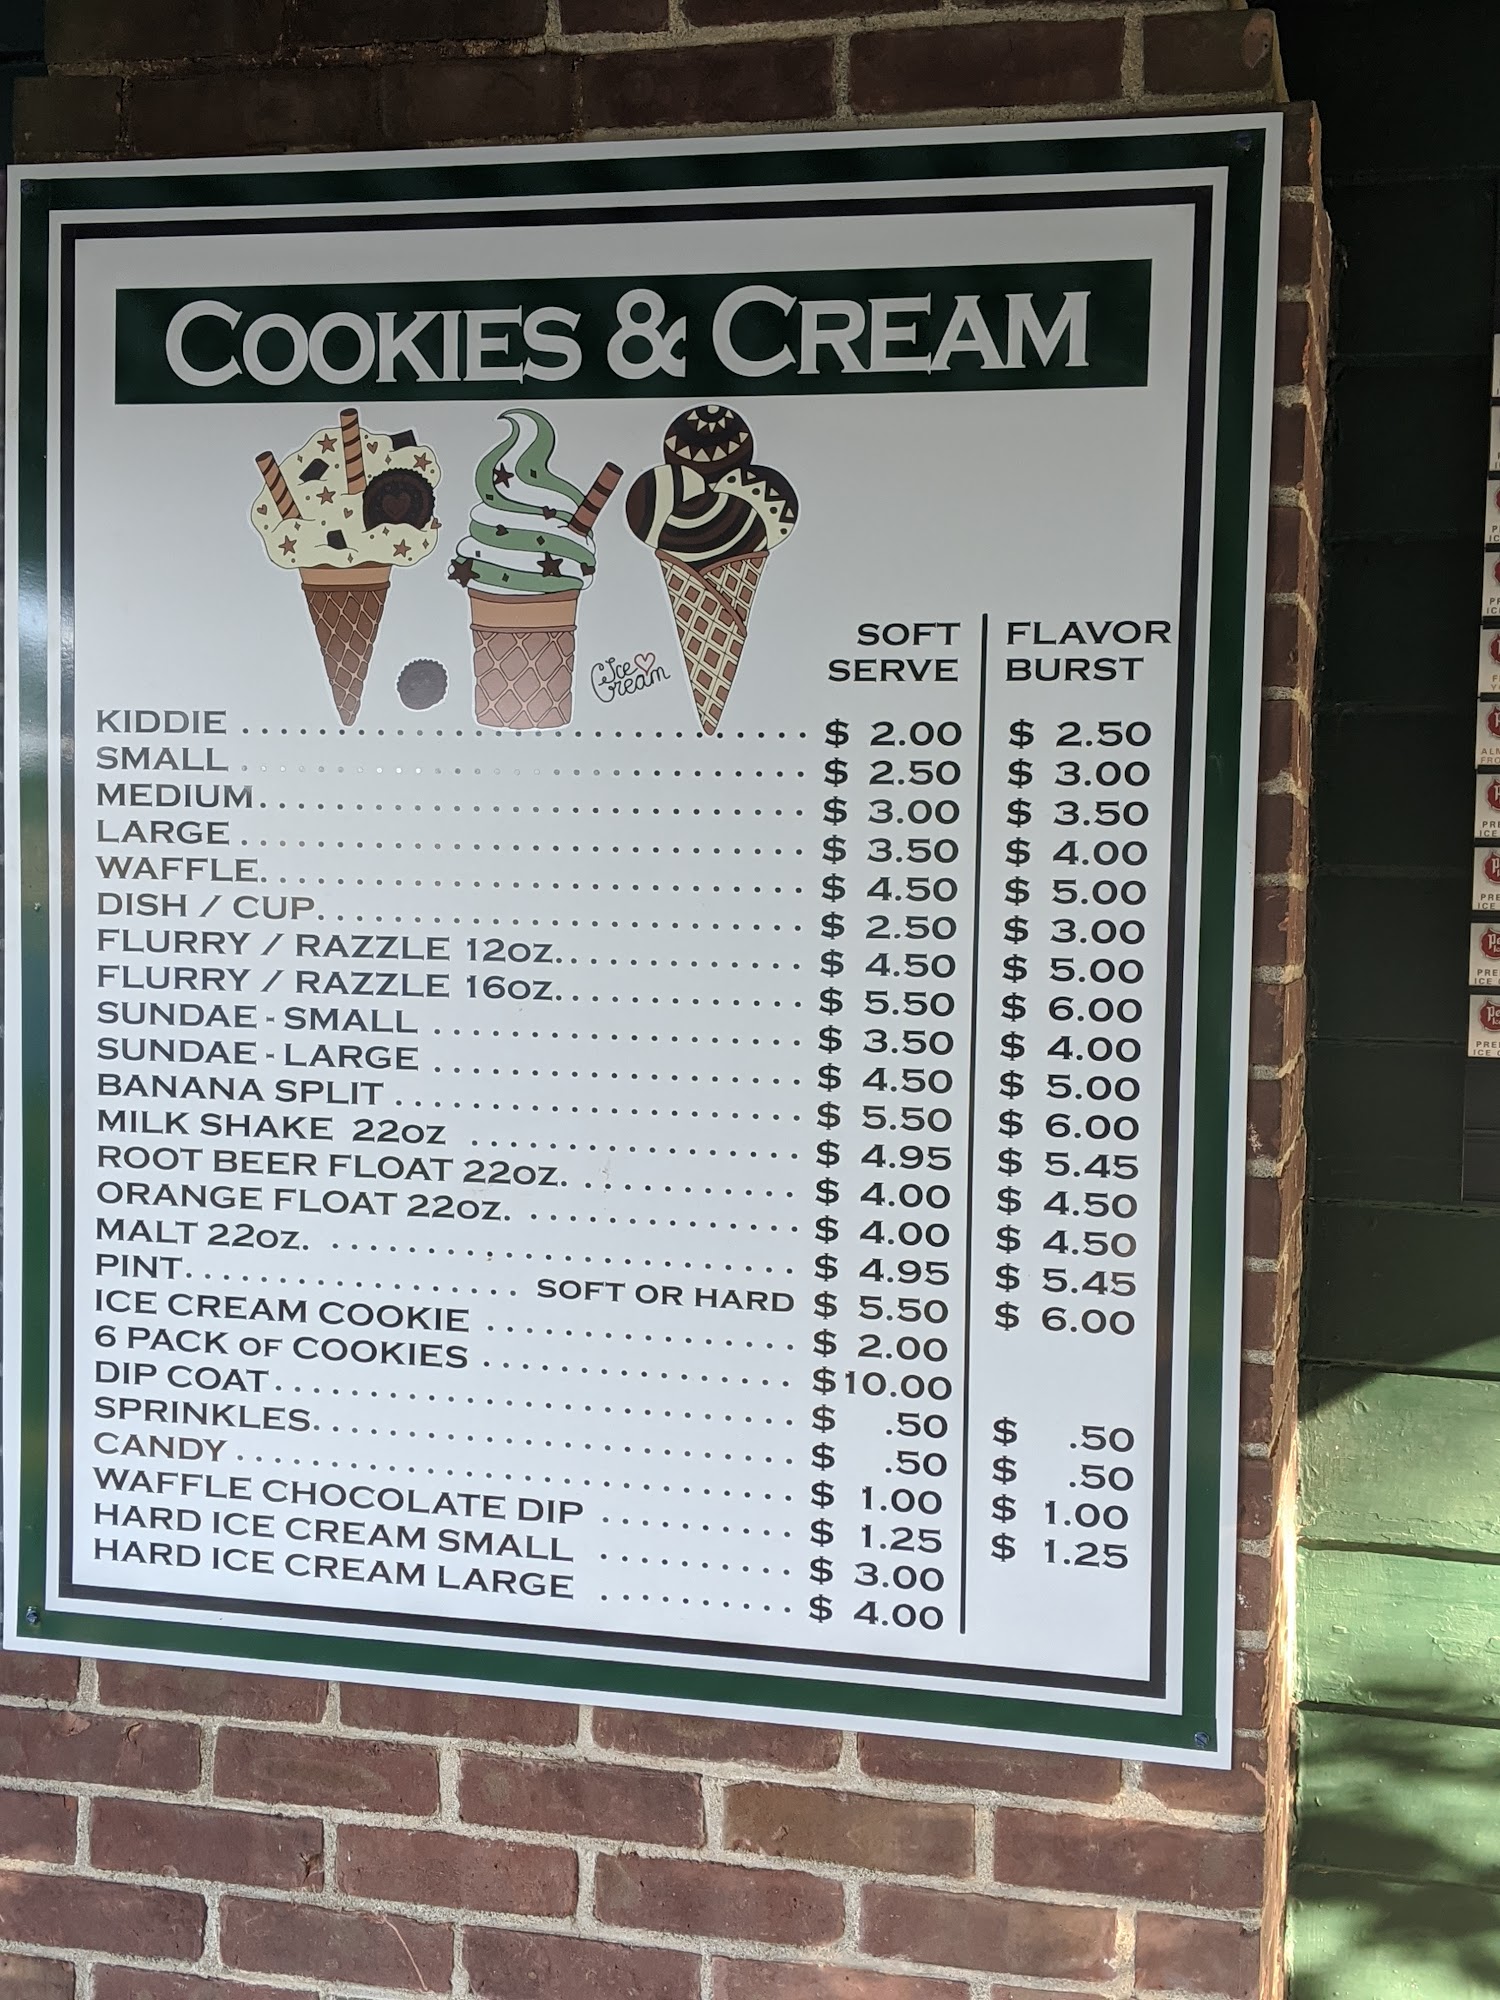 COOKIES & CREAM
Ice Cream
SOFT SERVE | FLAVOR BURST
KIDDIE $ 2.00 $ 2.50
SMALL $ 2.50 $ 3.00
MEDIUM $ 3.00 $ 3.50
LARGE $ 3.50 $ 4.00
WAFFLE $ 4.50 $ 5.00
DISH / CUP $ 2.50 $ 3.00
FLURRY / RAZZLE 12oz. $ 4.50 $ 5.00
FLURRY / RAZZLE 16oz. $ 5.50 $ 6.00
SUNDAE - SMALL $ 3.50 $ 4.00
SUNDAE - LARGE $ 4.50 $ 5.00
BANANA SPLIT $ 5.50 $ 6.00
MILK SHAKE 22oz $ 4.95 $ 5.45
ROOT BEER FLOAT 22oz. $ 4.00 $ 4.50
ORANGE FLOAT 22oz. $ 4.00 $ 4.50
MALT 22oz. $ 4.95 $ 5.45
PINT SOFT OR HARD $ 5.50 $ 6.00
ICE CREAM COOKIE $ 2.00
6 PACK OF COOKIES $10.00
DIP COAT $ .50 $ .50
SPRINKLES $ .50 $ .50
CANDY $ 1.00 $ 1.00
WAFFLE CHOCOLATE DIP $ 1.25 $ 1.25
HARD ICE CREAM SMALL $ 3.00
HARD ICE CREAM LARGE $ 4.00